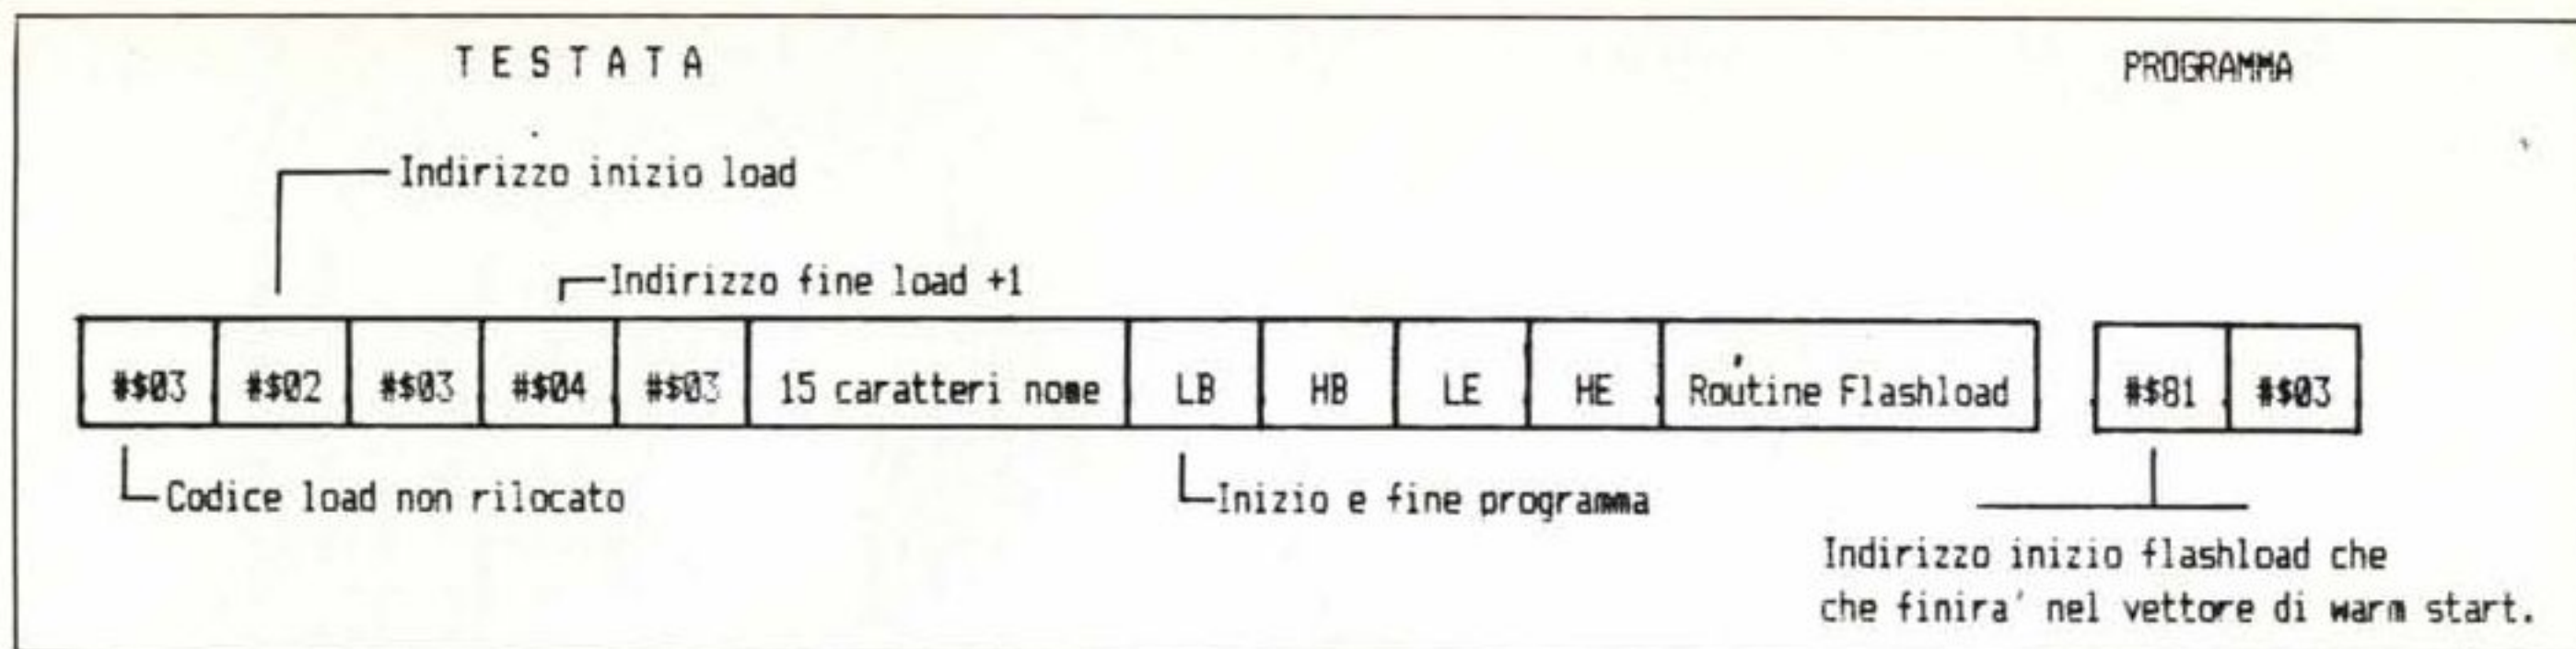 TESTATA
PROGRAMMA
Indirizzo inizio load
Indirizzo fine load +1
#$03 #$02 #$03 #$04 #$03 15 caratteri nome LB HB LE HE Routine Flashload #$81 #$03
Codice load non rilocato
Inizio e fine programma
Indirizzo inizio flashload che
che finira' nel vettore di warm start.